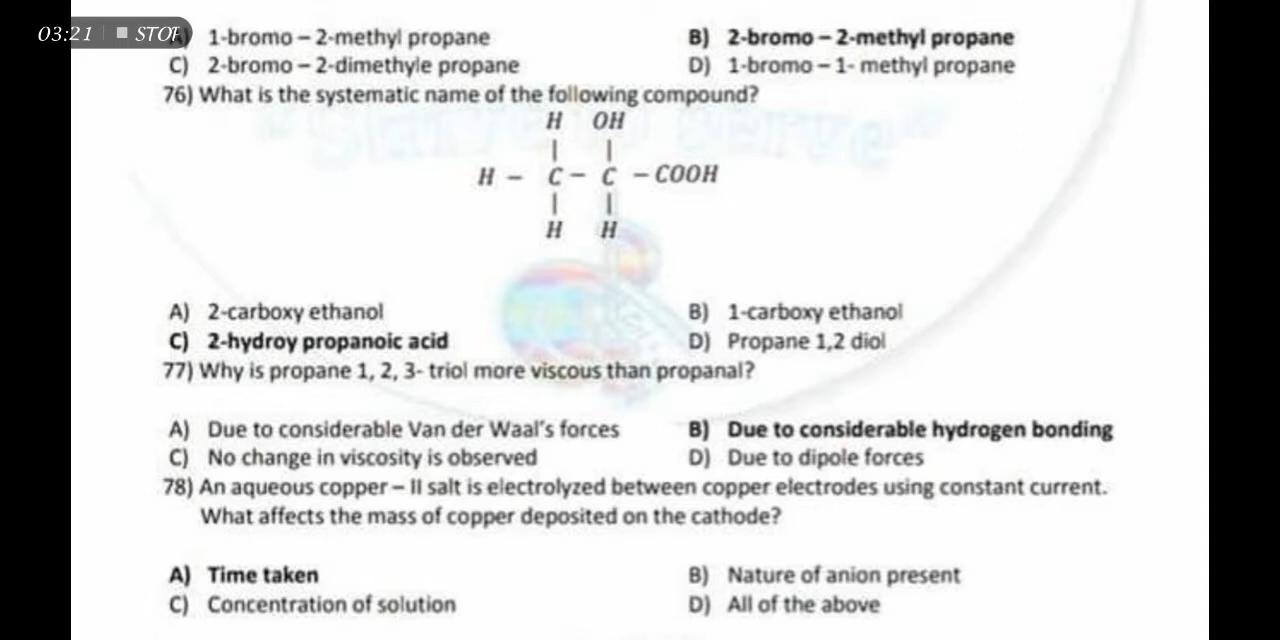 03:21 STOP
A) 1-bromo – 2-methyl propane B) 2-bromo – 2-methyl propane
C) 2-bromo – 2-dimethyle propane D) 1-bromo – 1- methyl propane
76) What is the systematic name of the following compound?
H OH
| |
H – C – C – COOH
| |
H H
A) 2-carboxy ethanol B) 1-carboxy ethanol
C) 2-hydroy propanoic acid D) Propane 1,2 diol
77) Why is propane 1, 2, 3- triol more viscous than propanal?
A) Due to considerable Van der Waal's forces B) Due to considerable hydrogen bonding
C) No change in viscosity is observed D) Due to dipole forces
78) An aqueous copper – II salt is electrolyzed between copper electrodes using constant current.
What affects the mass of copper deposited on the cathode?
A) Time taken B) Nature of anion present
C) Concentration of solution D) All of the above